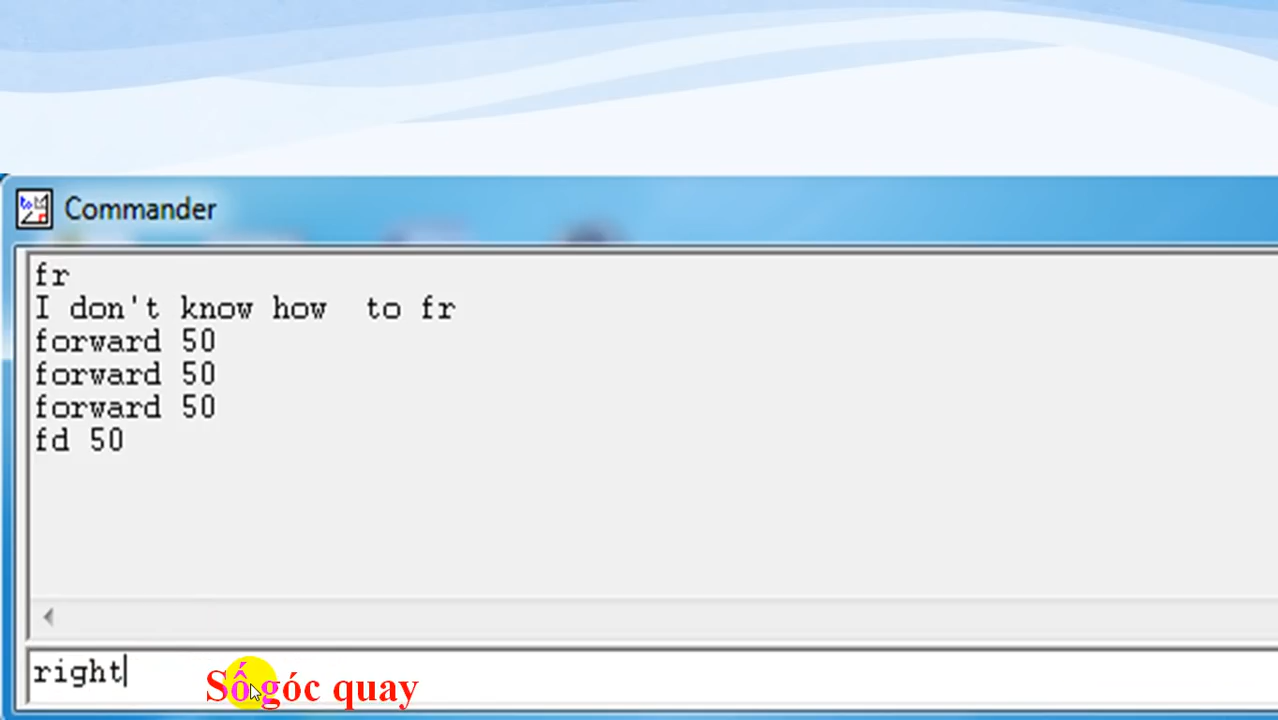 Commander
fr
I don't know how  to fr
forward 50
forward 50
forward 50
fd 50
right
Số góc quay